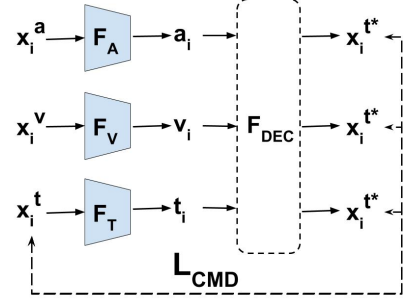 x_i^a F_A a_i x_i^{t*}
x_i^v F_V v_i F_DEC x_i^{t*}
x_i^t F_T t_i x_i^{t*}
L_CMD